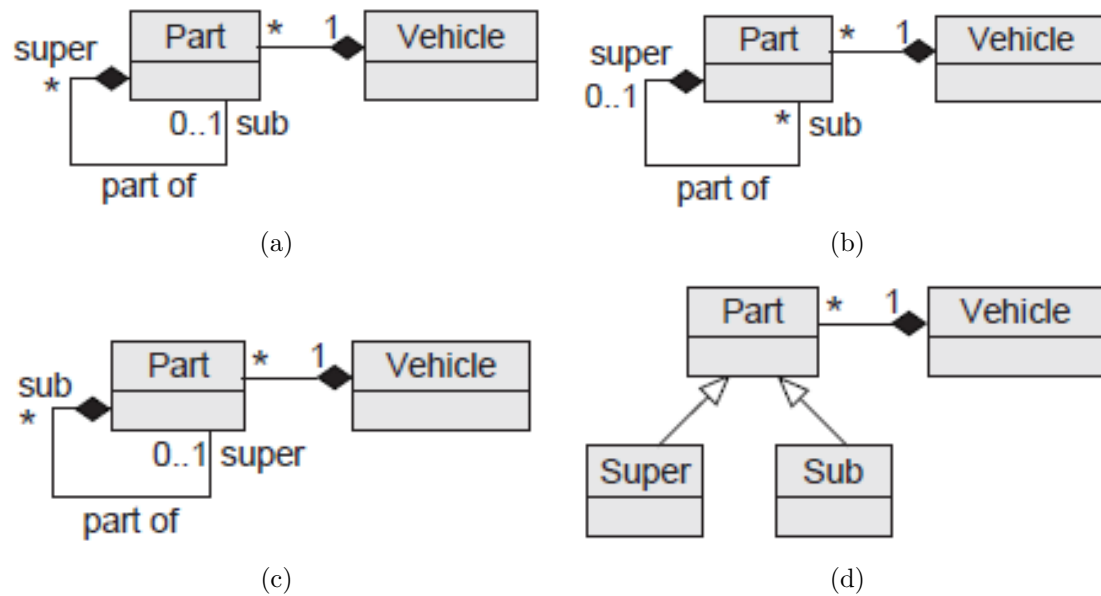 Part * 1 Vehicle
super
*
0..1 sub
part of
(a)
Part * 1 Vehicle
super
0..1
* sub
part of
(b)
Part * 1 Vehicle
sub
*
0..1 super
part of
(c)
Part * 1 Vehicle
Super Sub
(d)